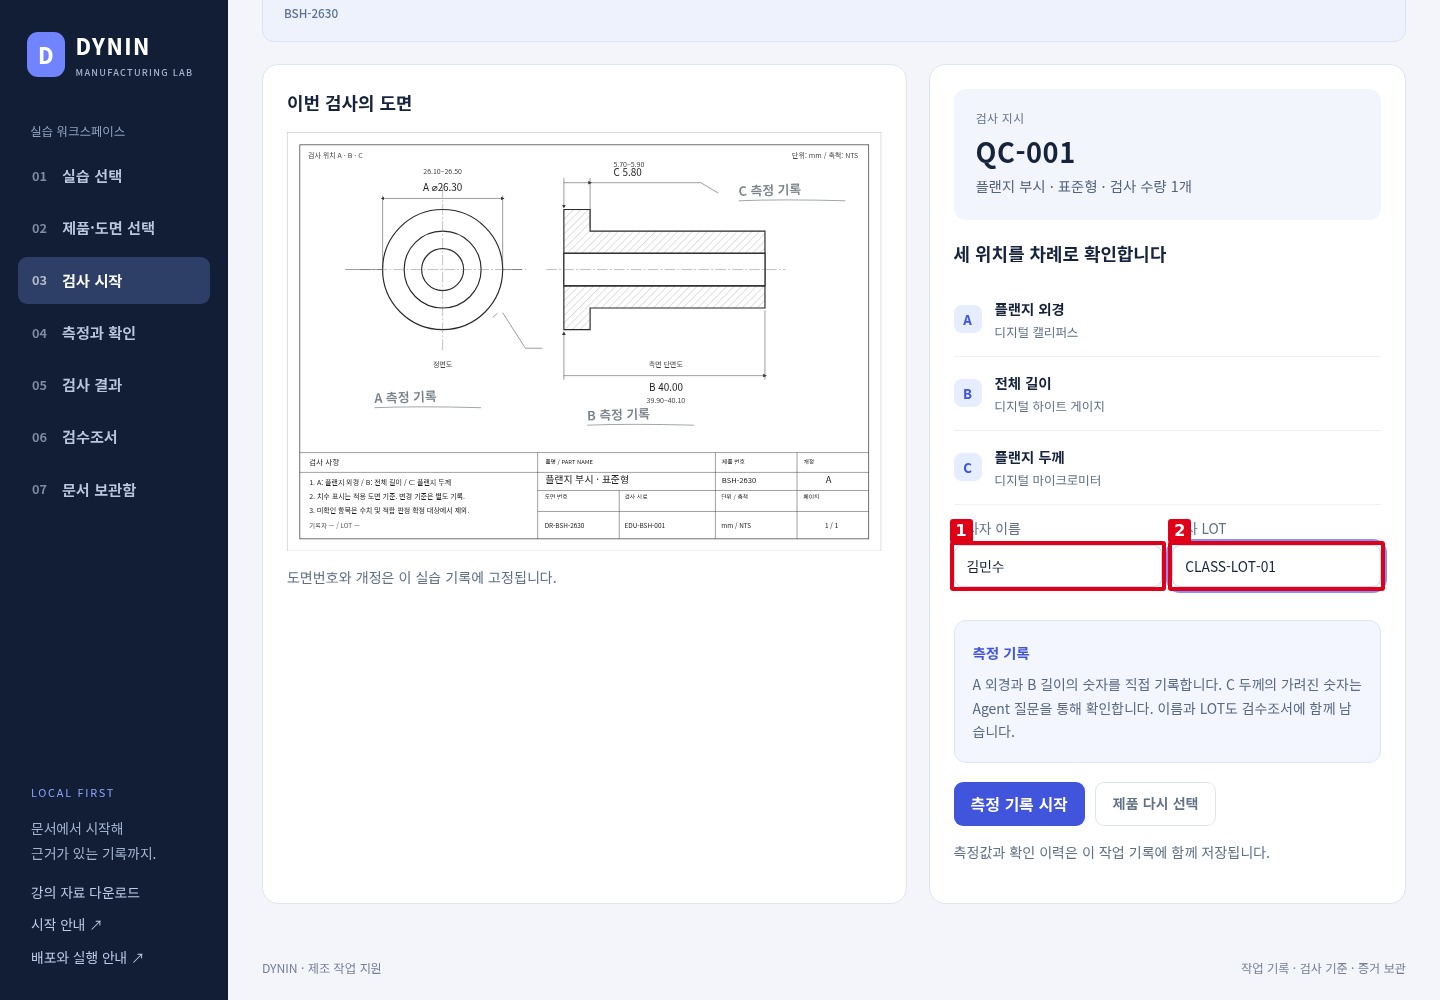 D
DYNIN
MANUFACTURING LAB
실습 워크스페이스
01 실습 선택
02 제품·도면 선택
03 검사 시작
04 측정과 확인
05 검사 결과
06 검수조서
07 문서 보관함
LOCAL FIRST
문서에서 시작해
근거가 있는 기록까지.
강의 자료 다운로드
시작 안내 ↗
배포와 실행 안내 ↗
BSH-2630
이번 검사의 도면
검사 위치 A · B · C
단위: mm / 축척: NTS
26.10–26.50
A ⌀26.30
5.70–5.90
C 5.80
C 측정 기록
정면도
측면 단면도
B 40.00
39.90–40.10
A 측정 기록
B 측정 기록
검사 사항
1. A: 플랜지 외경 / B: 전체 길이 / C: 플랜지 두께
2. 치수 표시는 적용 도면 기준. 변경 기준은 별도 기록.
3. 미확인 항목은 수치 및 적합 판정 확정 대상에서 제외.
기록자 — / LOT —
품명 / PART NAME
제품 번호
개정
플랜지 부시 · 표준형
BSH-2630
A
도면 번호
검사 시료
단위 / 축척
페이지
DR-BSH-2630
EDU-BSH-001
mm / NTS
1 / 1
도면번호와 개정은 이 실습 기록에 고정됩니다.
검사 지시
QC-001
플랜지 부시 · 표준형 · 검사 수량 1개
세 위치를 차례로 확인합니다
A
플랜지 외경
디지털 캘리퍼스
B
전체 길이
디지털 하이트 게이지
C
플랜지 두께
디지털 마이크로미터
1 사자 이름
2 LOT
김민수
CLASS-LOT-01
측정 기록
A 외경과 B 길이의 숫자를 직접 기록합니다. C 두께의 가려진 숫자는
Agent 질문을 통해 확인합니다. 이름과 LOT도 검수조서에 함께 남
습니다.
측정 기록 시작
제품 다시 선택
측정값과 확인 이력은 이 작업 기록에 함께 저장됩니다.
DYNIN · 제조 작업 지원
작업 기록 · 검사 기준 · 증거 보관